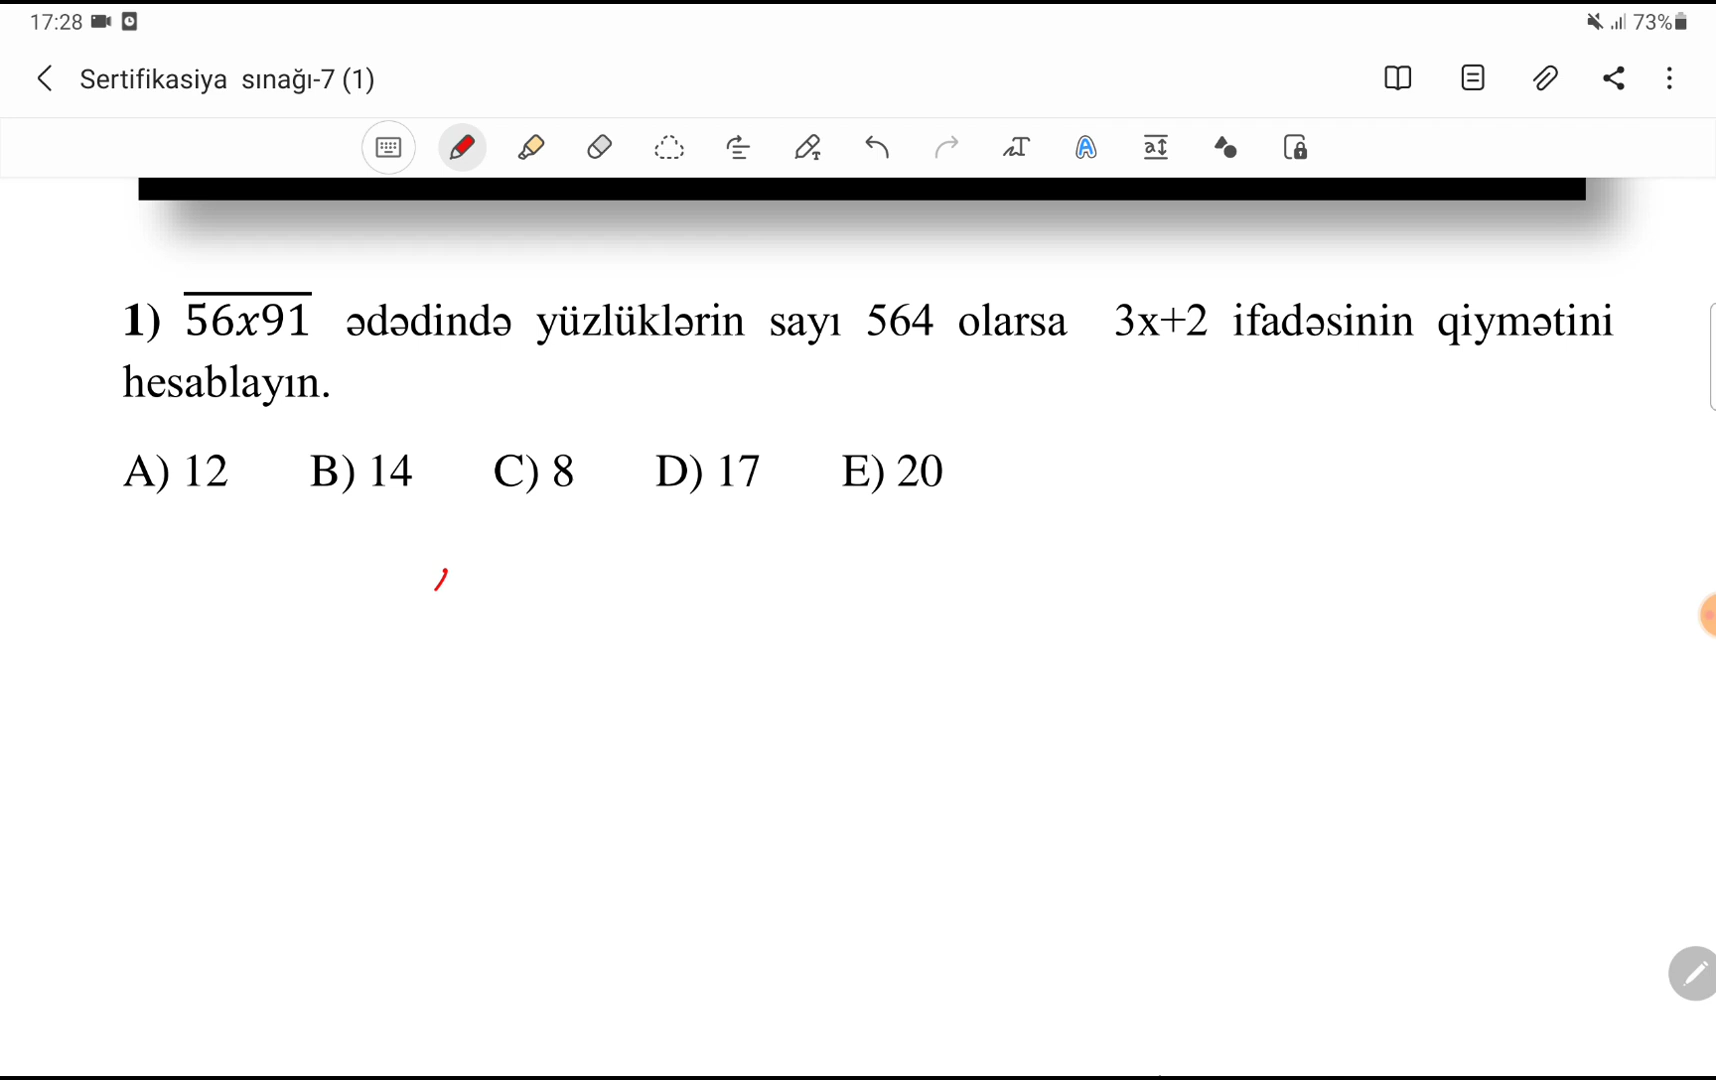 17:28 73%
Sertifikasiya sınağı-7 (1)
1) 56x91 ədədində yüzlüklərin sayı 564 olarsa 3x+2 ifadəsinin qiymətini
hesablayın.
A) 12 B) 14 C) 8 D) 17 E) 20